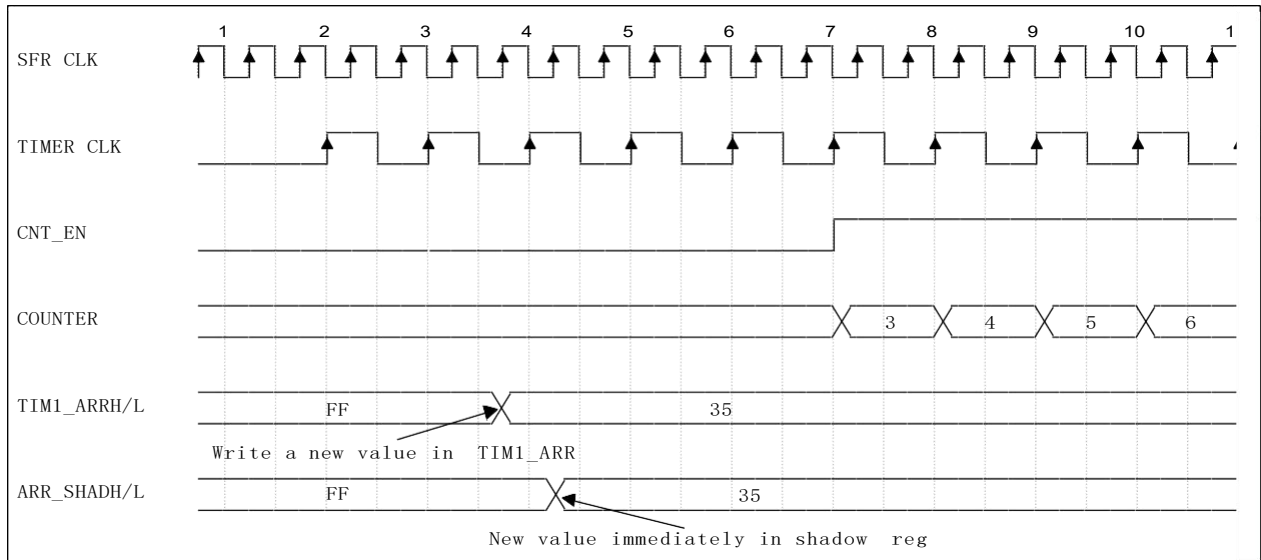 1 2 3 4 5 6 7 8 9 10 1
SFR CLK
TIMER CLK
CNT_EN
COUNTER 3 4 5 6
TIM1_ARRH/L FF 35
Write a new value in TIM1_ARR
ARR_SHADH/L FF 35
New value immediately in shadow reg